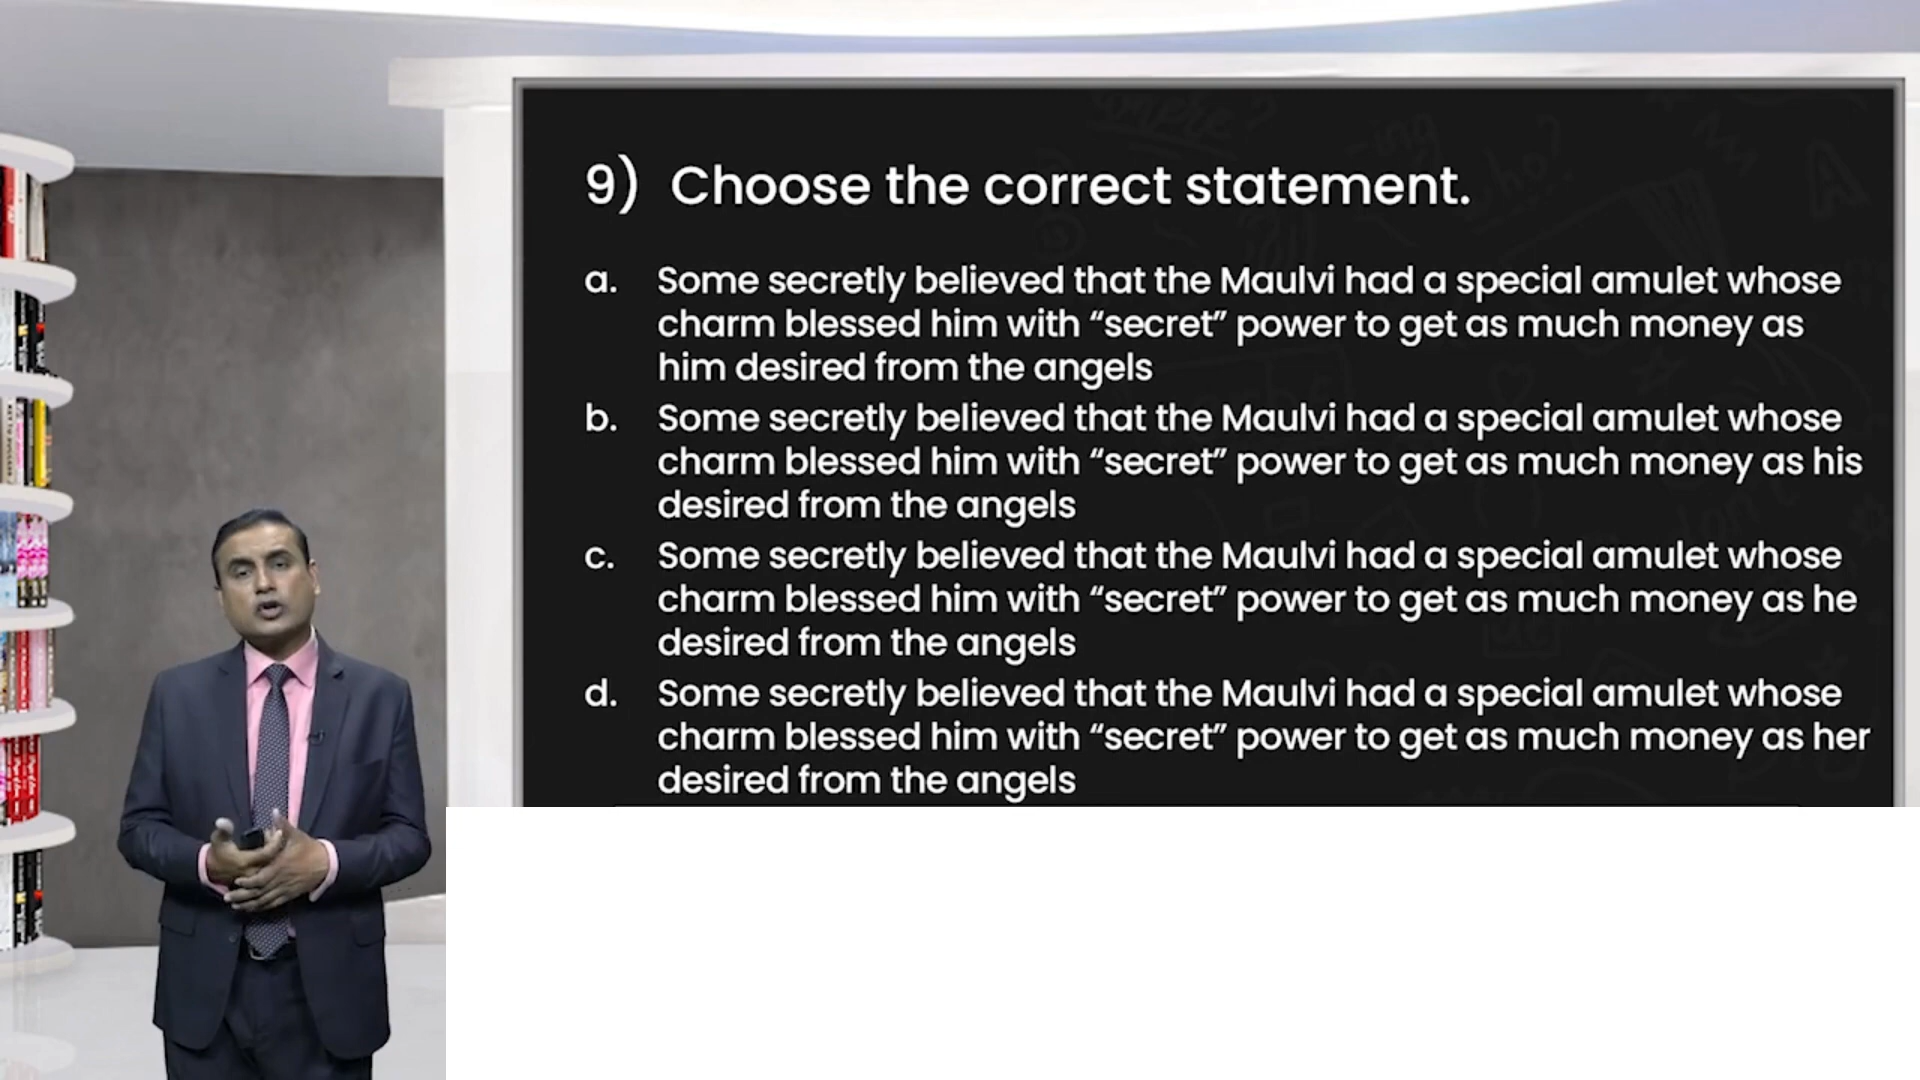 9) Choose the correct statement.
a. Some secretly believed that the Maulvi had a special amulet whose
charm blessed him with “secret” power to get as much money as
him desired from the angels
b. Some secretly believed that the Maulvi had a special amulet whose
charm blessed him with “secret” power to get as much money as his
desired from the angels
c. Some secretly believed that the Maulvi had a special amulet whose
charm blessed him with “secret” power to get as much money as he
desired from the angels
d. Some secretly believed that the Maulvi had a special amulet whose
charm blessed him with “secret” power to get as much money as her
desired from the angels